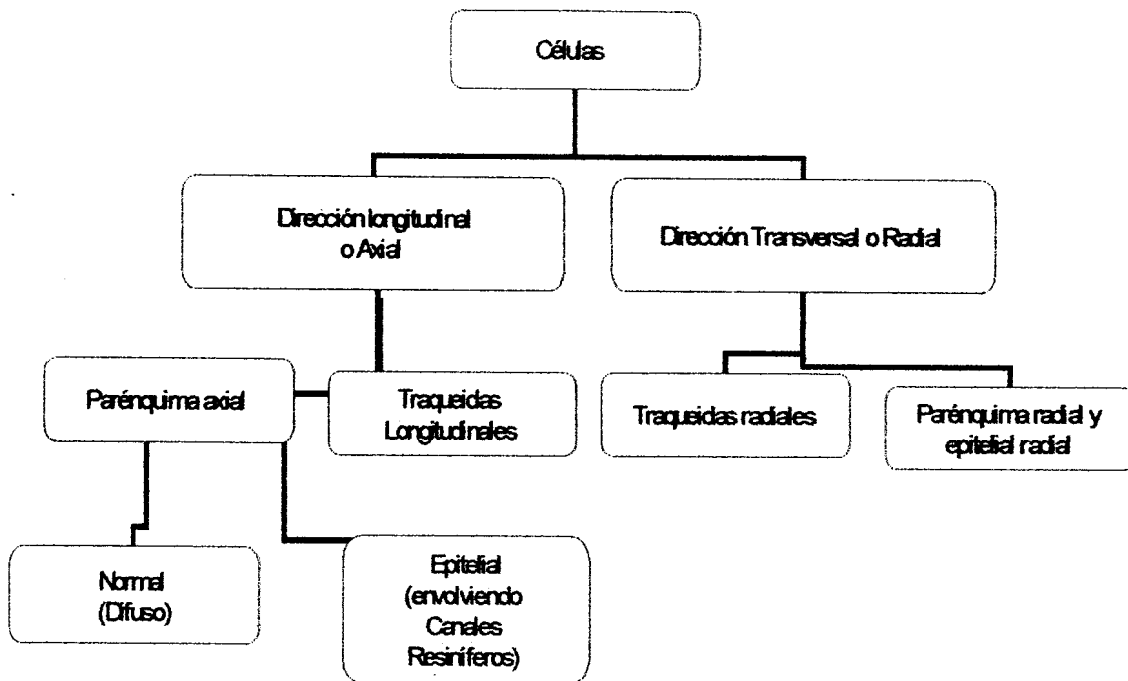 Células
Dirección longitudinal
o Axial
Dirección Transversal o Radial
Parénquima axial
Traqueidas
Longitudinales
Traqueidas radiales
Parénquima radial y
epitelial radial
Normal
(Difuso)
Epitelial
(envolviendo
Canales
Resiníferos)